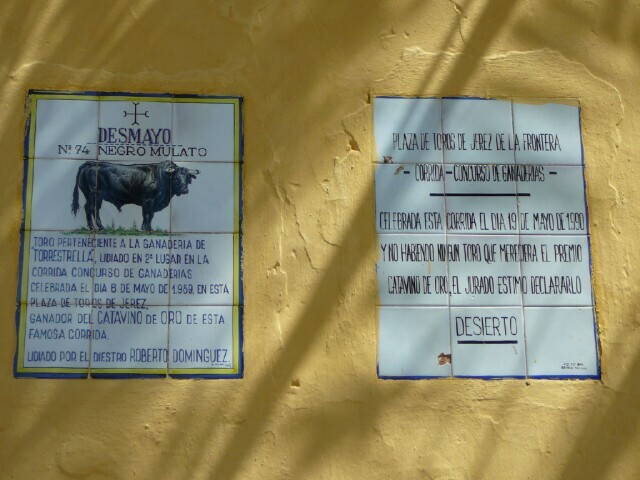 DESMAYO
Nº 74 NEGRO MULATO
TORO PERTENECIENTE A LA GANADERIA DE
TORRESTRELLA, LIDIADO EN 2º LUGAR EN LA
CORRIDA CONCURSO DE GANADERIAS
CELEBRADA EL DIA 6 DE MAYO DE 1989, EN ESTA
PLAZA DE TOROS DE JEREZ.
GANADOR DEL CATAVINO DE ORO DE ESTA
FAMOSA CORRIDA.
LIDIADO POR EL DIESTRO ROBERTO DOMINGUEZ.
PLAZA DE TOROS DE JEREZ DE LA FRONTERA
- CORRIDA - CONCURSO DE GANADERIAS -
CELEBRADA ESTA CORRIDA EL DIA 19 DE MAYO DE 1990
Y NO HABIENDO NINGUN TORO QUE MERECIERA EL PREMIO
CATAVINO DE ORO, EL JURADO ESTIMO DECLARARLO
DESIERTO